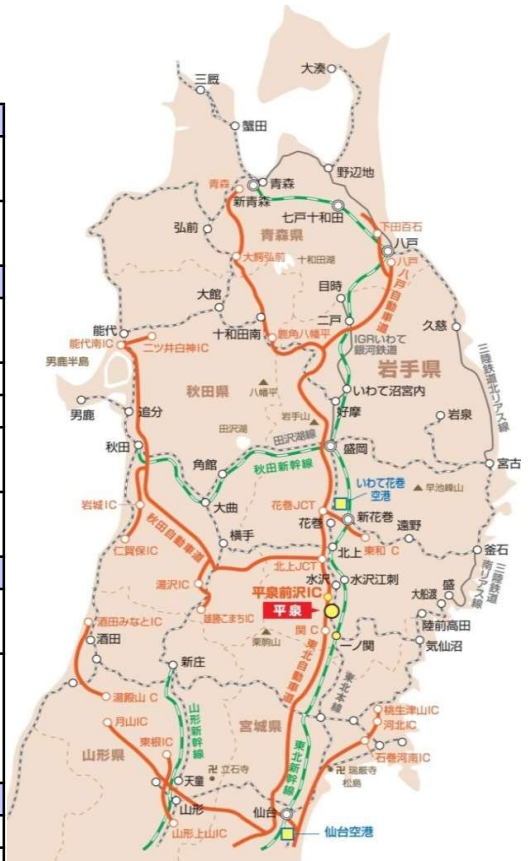 大湊
三厩
蟹田
野辺地
青森
青森
新青森
七戸十和田
下田百石
弘前
青森県
八戸
大鰐弘前
十和田湖
八戸
八戸自動車道
目時
大館
二戸
能代
十和田南
鹿角八幡平
IGRいわて
銀河鉄道
久慈
能代南IC
二ツ井白神IC
岩手県
三陸鉄道北リアス線
男鹿半島
秋田県
八幡平
いわて沼宮内
男鹿
追分
岩手山
好摩
岩泉
田沢湖
田沢湖線
秋田
盛岡
角館
秋田新幹線
宮古
いわて花巻
空港
早池峰山
大曲
岩城IC
花巻JCT
新花巻
花巻
遠野
秋田自動車道
横手
仁賀保IC
北上
東和 C
釜石
北上JCT
三陸鉄道
南リアス線
湯沢IC
水沢
水沢江刺
盛
平泉前沢IC
大船渡
雄勝こまちIC
平泉
陸前高田
酒田みなとIC
関 C
酒田
栗駒山
一ノ関
気仙沼
新庄
東北自動車道
東北本線
湯殿山 C
桃生津山IC
月山IC
山形新幹線
宮城県
河北IC
東根IC
東北新幹線
山形県
石巻河南IC
立石寺
瑞巌寺
天童
松島
山形
仙台
山形上山IC
仙台空港